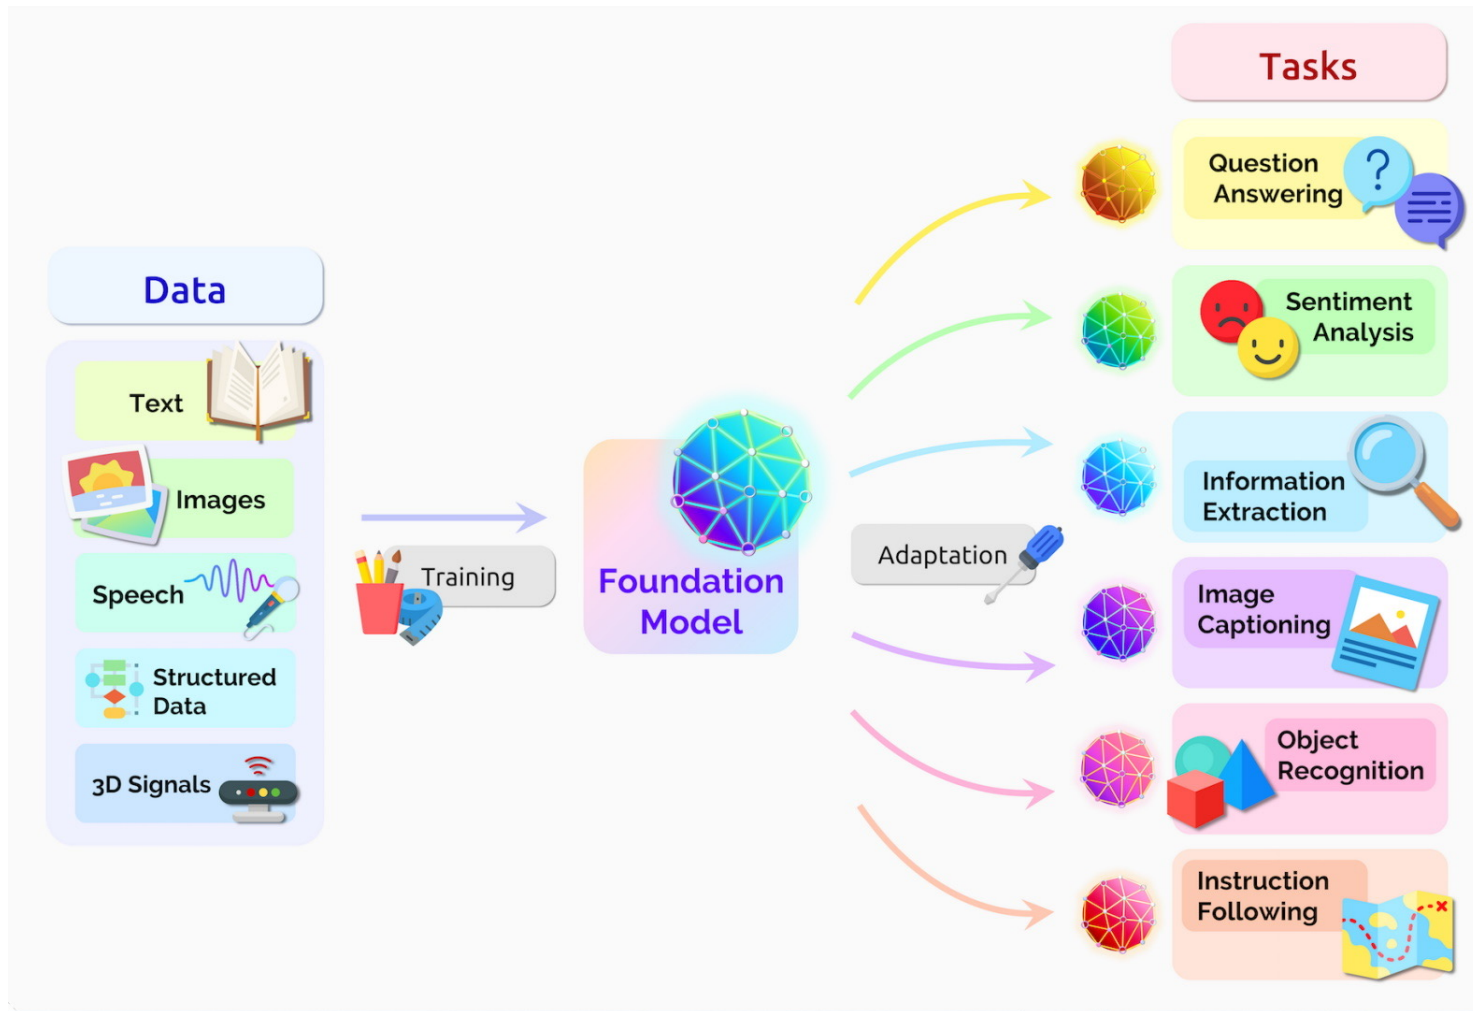 Data
Text
Images
Speech
Structured
Data
3D Signals
Training
Foundation
Model
Adaptation
Tasks
Question
Answering
?
Sentiment
Analysis
Information
Extraction
Image
Captioning
Object
Recognition
Instruction
Following